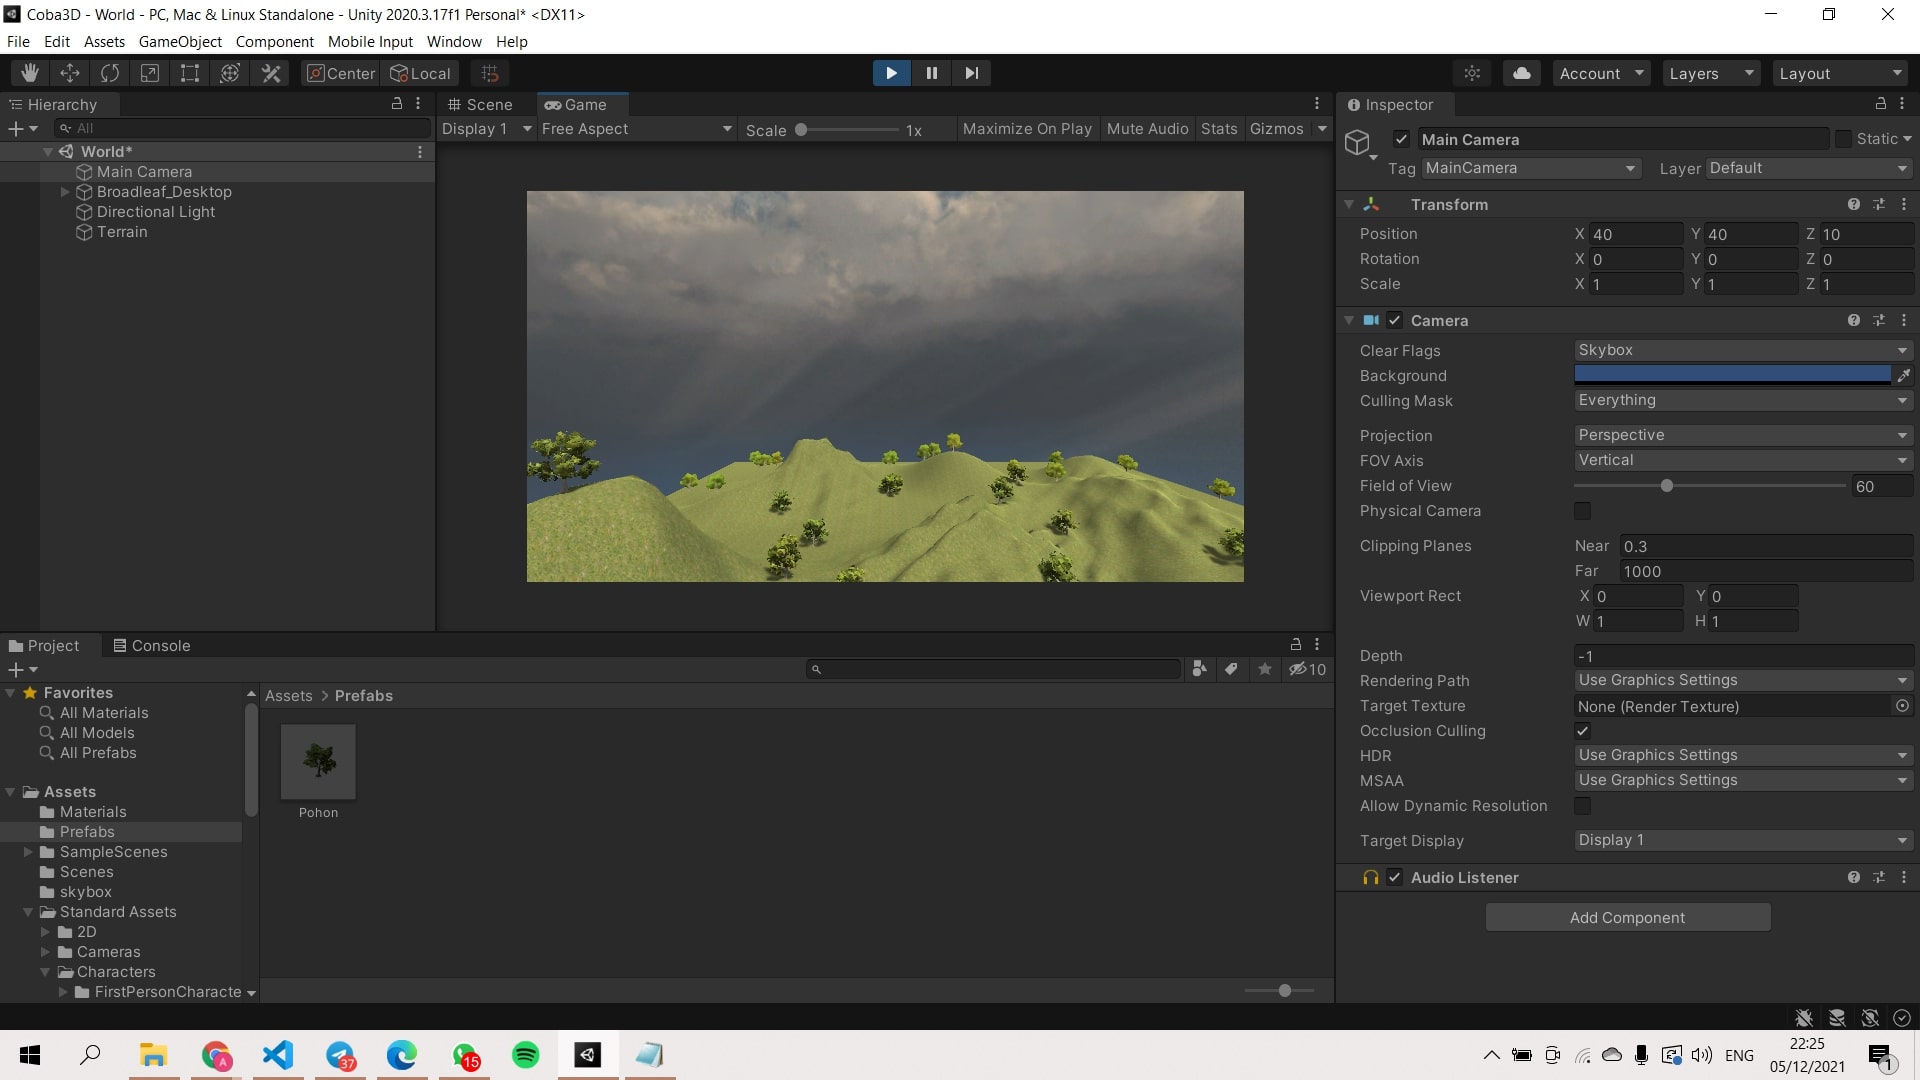 Coba3D - World - PC, Mac & Linux Standalone - Unity 2020.3.17f1 Personal* <DX11>
File Edit Assets GameObject Component Mobile Input Window Help
Center Local Account Layers Layout
Hierarchy
All
World*
Main Camera
Broadleaf_Desktop
Directional Light
Terrain
Scene Game
Display 1 Free Aspect Scale 1x Maximize On Play Mute Audio Stats Gizmos
Inspector
Main Camera Static
Tag MainCamera Layer Default
Transform
Position X 40 Y 40 Z 10
Rotation X 0 Y 0 Z 0
Scale X 1 Y 1 Z 1
Camera
Clear Flags Skybox
Background
Culling Mask Everything
Projection Perspective
FOV Axis Vertical
Field of View 60
Physical Camera
Clipping Planes Near 0.3
Far 1000
Viewport Rect X 0 Y 0
W 1 H 1
Depth -1
Rendering Path Use Graphics Settings
Target Texture None (Render Texture)
Occlusion Culling
HDR Use Graphics Settings
MSAA Use Graphics Settings
Allow Dynamic Resolution
Target Display Display 1
Audio Listener
Add Component
Project Console
10
Favorites
All Materials
All Models
All Prefabs
Assets
Materials
Prefabs
SampleScenes
Scenes
skybox
Standard Assets
2D
Cameras
Characters
FirstPersonCharacte
Assets > Prefabs
Pohon
A 37 15
ENG
22:25
05/12/2021
1